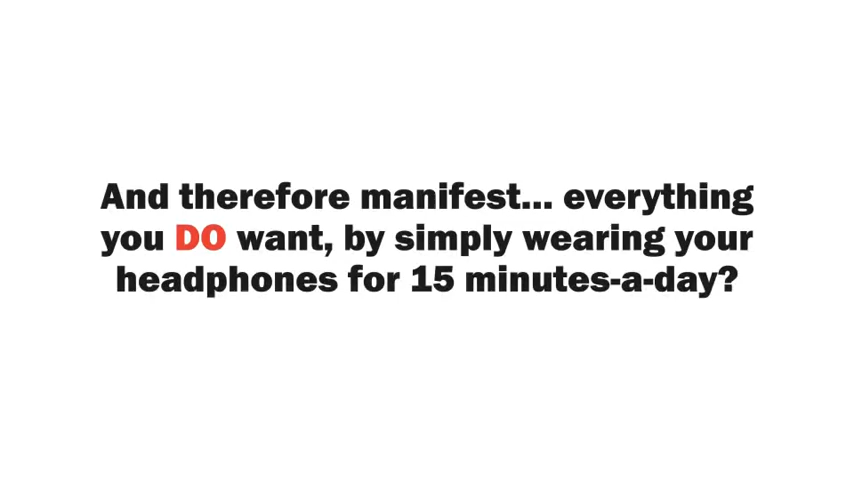 And therefore manifest... everything
you DO want, by simply wearing your
headphones for 15 minutes-a-day?